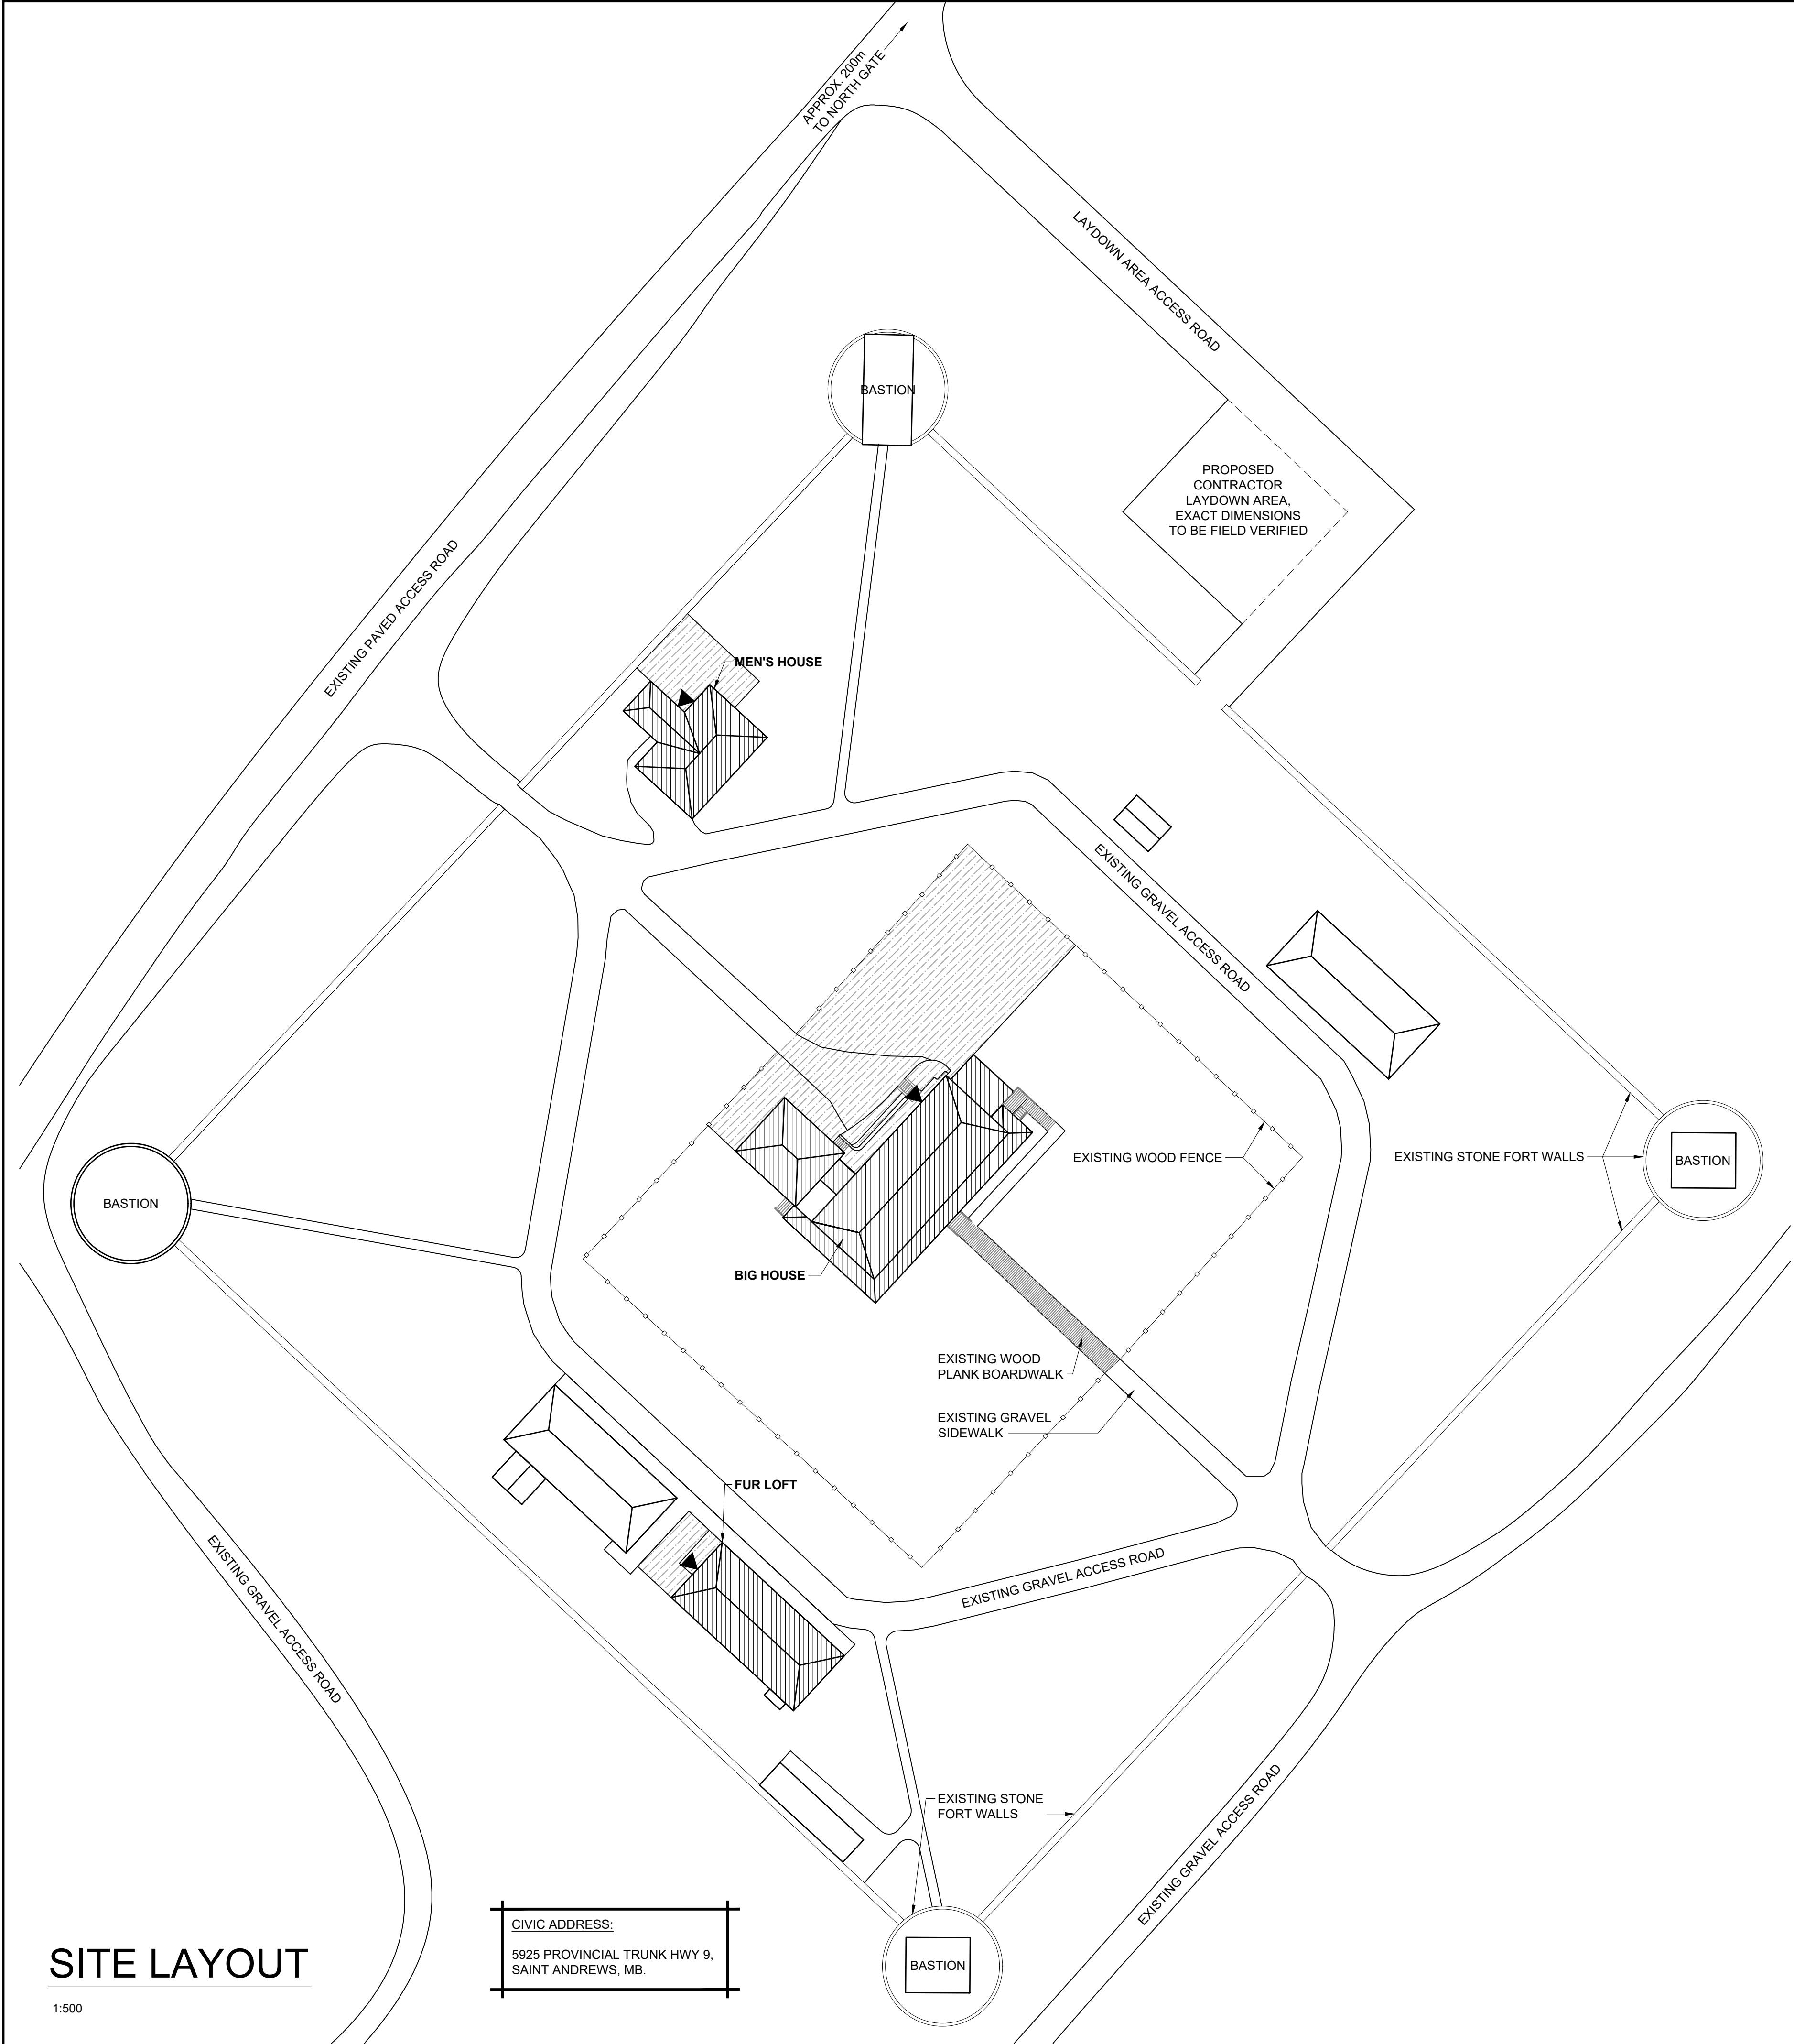 APPROX. 200m
TO NORTH GATE
LAYDOWN AREA ACCESS ROAD
BASTION
PROPOSED
CONTRACTOR
LAYDOWN AREA,
EXACT DIMENSIONS
TO BE FIELD VERIFIED
EXISTING PAVED ACCESS ROAD
MEN'S HOUSE
EXISTING GRAVEL ACCESS ROAD
EXISTING WOOD FENCE
EXISTING STONE FORT WALLS
BASTION
BASTION
BIG HOUSE
EXISTING WOOD
PLANK BOARDWALK
EXISTING GRAVEL
SIDEWALK
FUR LOFT
EXISTING GRAVEL ACCESS ROAD
EXISTING GRAVEL ACCESS ROAD
EXISTING STONE
FORT WALLS
EXISTING GRAVEL ACCESS ROAD
BASTION
CIVIC ADDRESS:
5925 PROVINCIAL TRUNK HWY 9,
SAINT ANDREWS, MB.
SITE LAYOUT
1:500